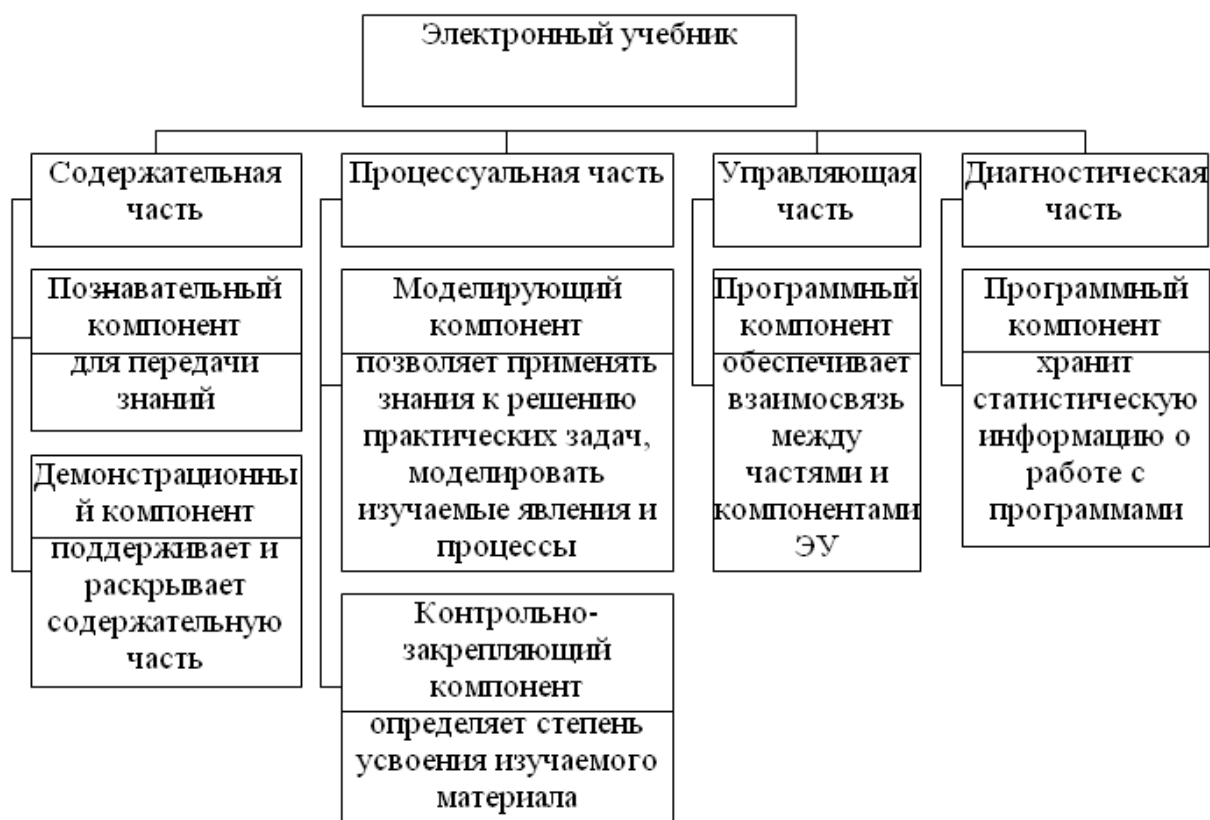 Электронный учебник
Содержательная
часть
Познавательный
компонент
для передачи
знаний
Демонстрационны
й компонент
поддерживает и
раскрывает
содержательную
часть
Процессуальная часть
Моделирующий
компонент
позволяет применять
знания к решению
практических задач,
моделировать
изучаемые явления и
процессы
Контрольно-
закрепляющий
компонент
определяет степень
усвоения изучаемого
материала
Управляющая
часть
Программный
компонент
обеспечивает
взаимосвязь
между
частями и
компонентами
ЭУ
Диагностическая
часть
Программный
компонент
хранит
статистическую
информацию о
работе с
программами